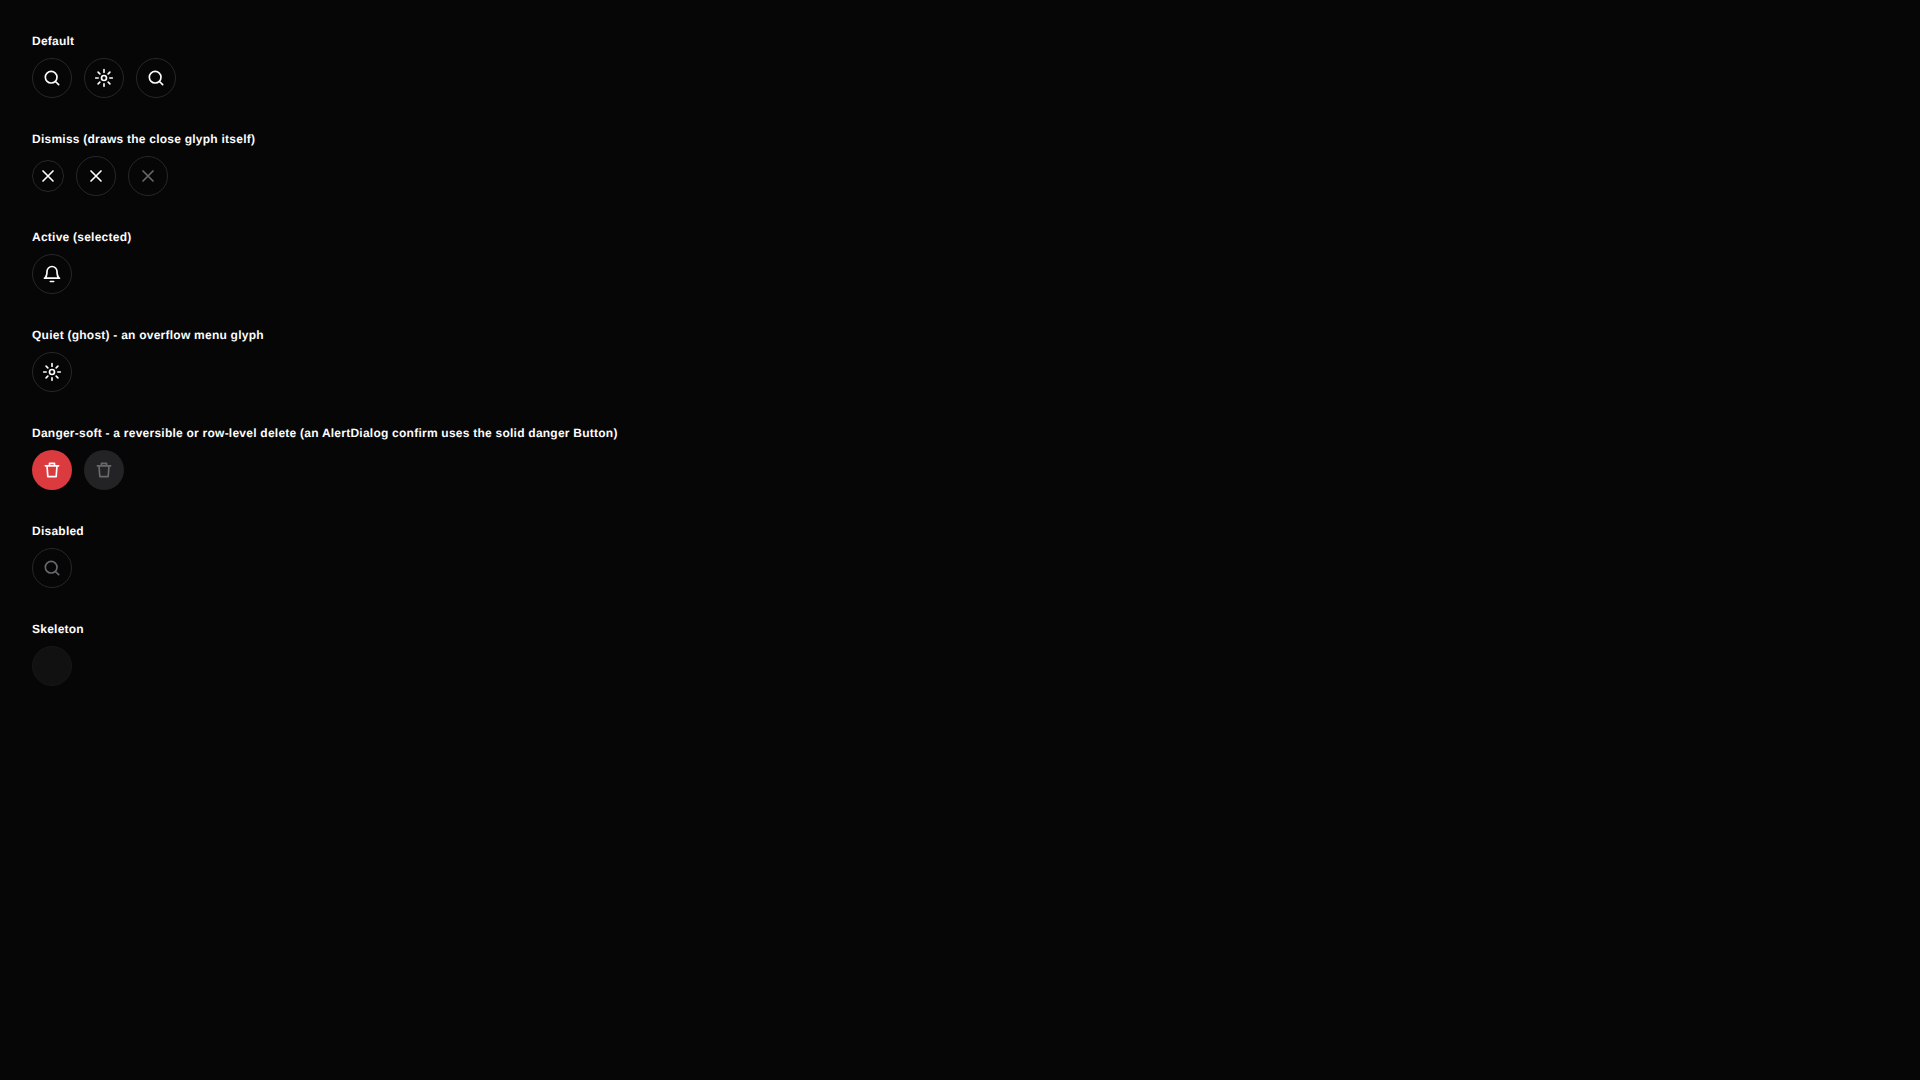 Default
Dismiss (draws the close glyph itself)
Active (selected)
Quiet (ghost) - an overflow menu glyph
Danger-soft - a reversible or row-level delete (an AlertDialog confirm uses the solid danger Button)
Disabled
Skeleton